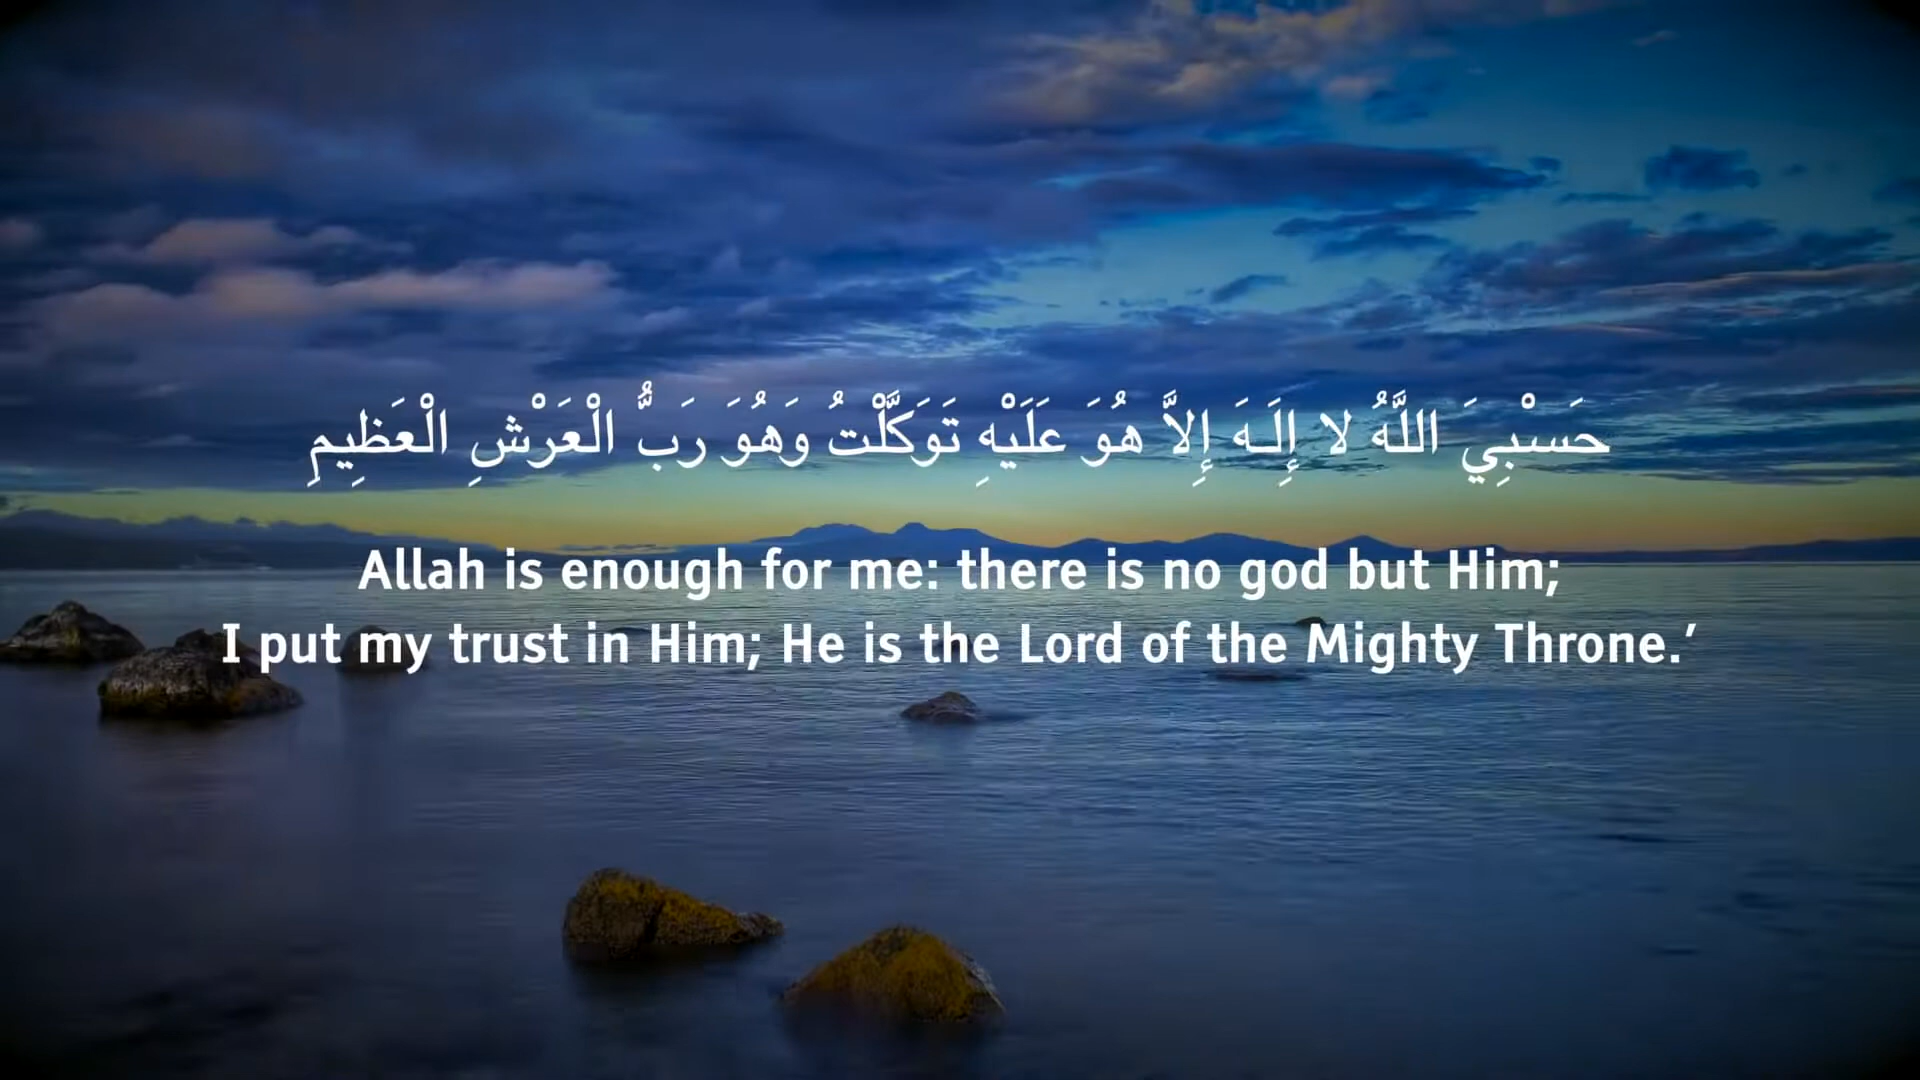 حَسْبِيَ اللَّهُ لا إِلَـهَ إِلاَّ هُوَ عَلَيْهِ تَوَكَّلْتُ وَهُوَ رَبُّ الْعَرْشِ الْعَظِيمِ
Allah is enough for me: there is no god but Him;
I put my trust in Him; He is the Lord of the Mighty Throne.’